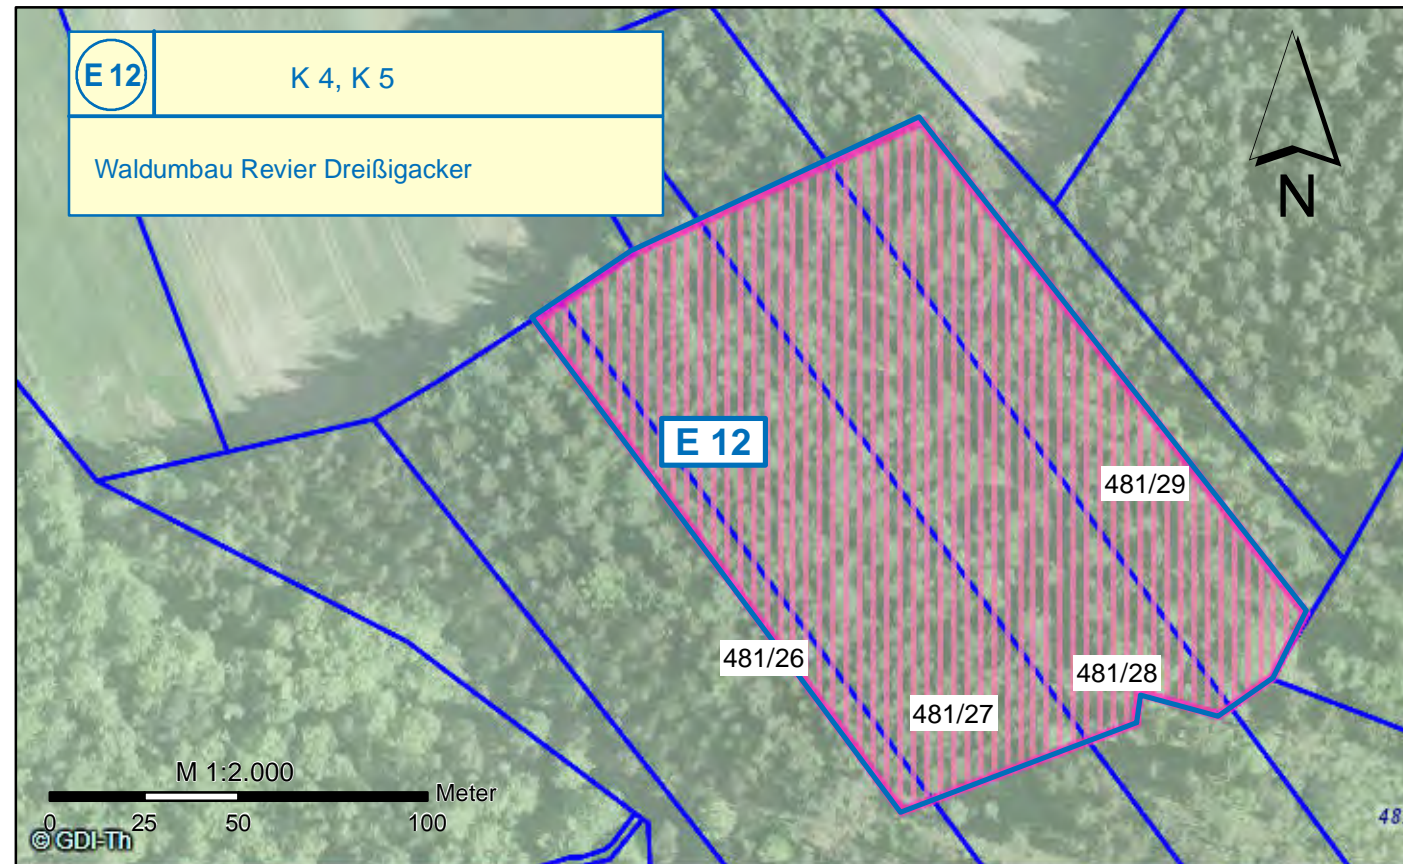 E 12
K 4, K 5
Waldumbau Revier Dreißigacker
N
E 12
481/29
481/26
481/28
481/27
M 1:2.000
Meter
0 25 50 100
© GDI-Th
48